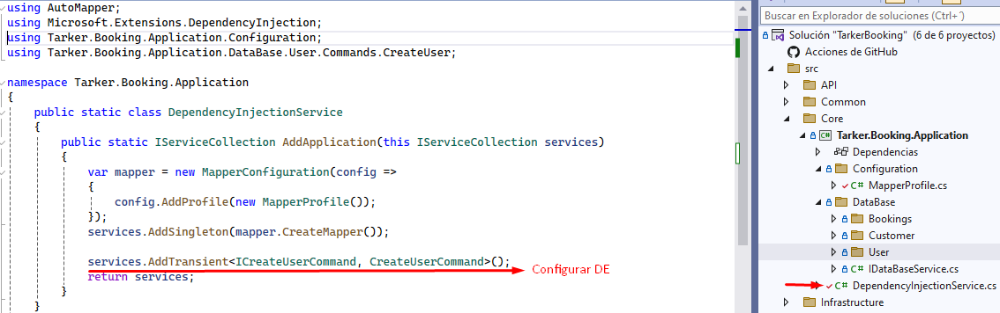 using AutoMapper;
using Microsoft.Extensions.DependencyInjection;
using Tarker.Booking.Application.Configuration;
using Tarker.Booking.Application.DataBase.User.Commands.CreateUser;
namespace Tarker.Booking.Application
{
public static class DependencyInjectionService
{
public static IServiceCollection AddApplication(this IServiceCollection services)
{
var mapper = new MapperConfiguration(config =>
{
config.AddProfile(new MapperProfile());
});
services.AddSingleton(mapper.CreateMapper());
services.AddTransient<ICreateUserCommand, CreateUserCommand>();
Configurar DE
return services;
}
}
Buscar en Explorador de soluciones (Ctrl+´)
Solución "TarkerBooking" (6 de 6 proyectos)
Acciones de GitHub
src
API
Common
Core
C# Tarker.Booking.Application
Dependencias
Configuration
C# MapperProfile.cs
DataBase
Bookings
Customer
User
C# IDataBaseService.cs
C# DependencyInjectionService.cs
Infrastructure